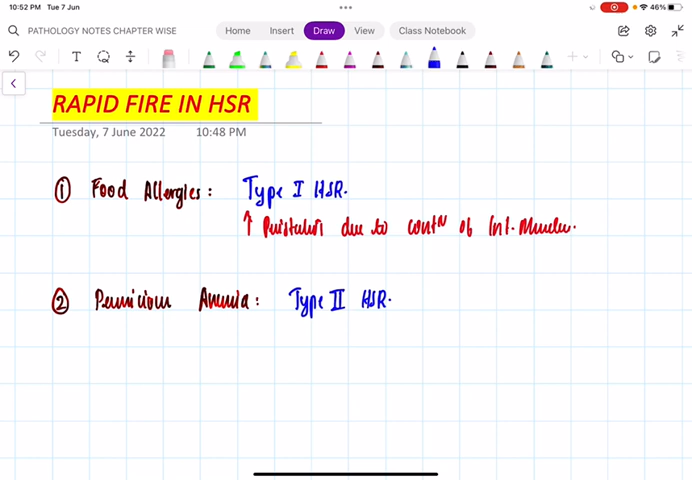 10:52 PM Tue 7 Jun
46%
PATHOLOGY NOTES CHAPTER WISE
Home Insert Draw View Class Notebook
RAPID FIRE IN HSR
Tuesday, 7 June 2022 10:48 PM
① Food Allergies: Type I HSR.
↑ Peristalsis due to contⁿ of Int. Muscles.
② Pernicious Anemia: Type II HSR.